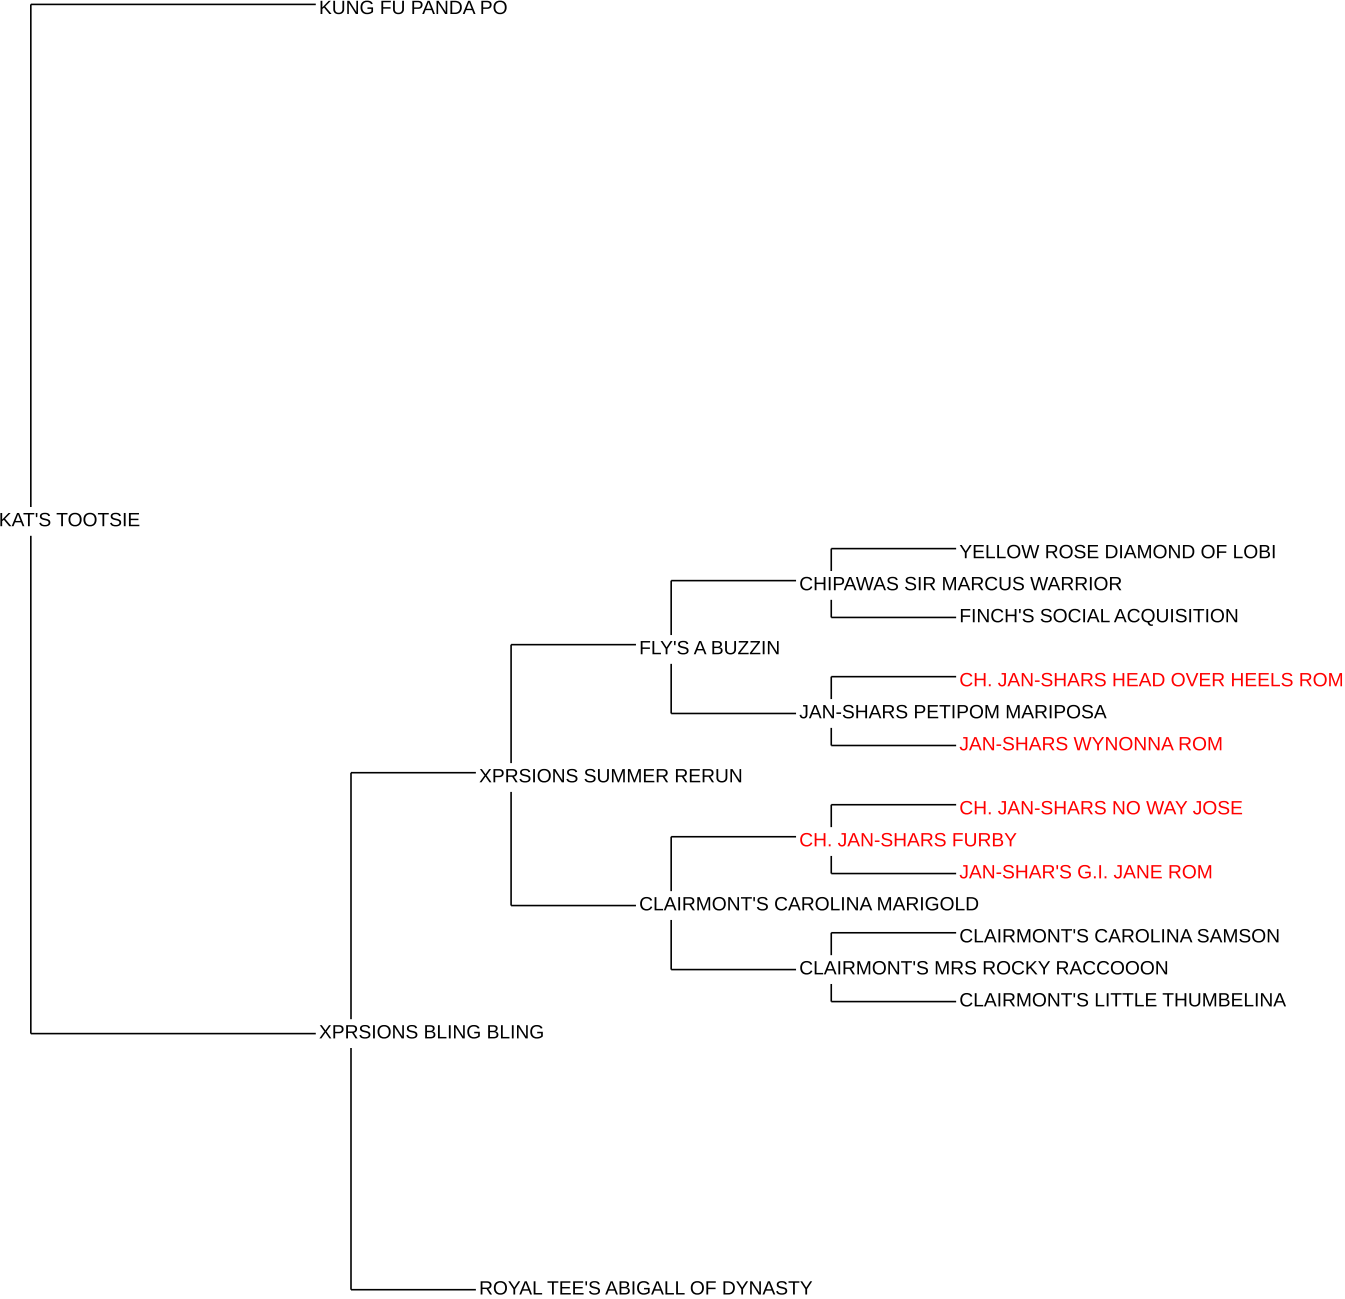 KUNG FU PANDA PO
KAT'S TOOTSIE
YELLOW ROSE DIAMOND OF LOBI
CHIPAWAS SIR MARCUS WARRIOR
FINCH'S SOCIAL ACQUISITION
FLY'S A BUZZIN
CH. JAN-SHARS HEAD OVER HEELS ROM
JAN-SHARS PETIPOM MARIPOSA
JAN-SHARS WYNONNA ROM
XPRSIONS SUMMER RERUN
CH. JAN-SHARS NO WAY JOSE
CH. JAN-SHARS FURBY
JAN-SHAR'S G.I. JANE ROM
CLAIRMONT'S CAROLINA MARIGOLD
CLAIRMONT'S CAROLINA SAMSON
CLAIRMONT'S MRS ROCKY RACCOOON
CLAIRMONT'S LITTLE THUMBELINA
XPRSIONS BLING BLING
ROYAL TEE'S ABIGALL OF DYNASTY